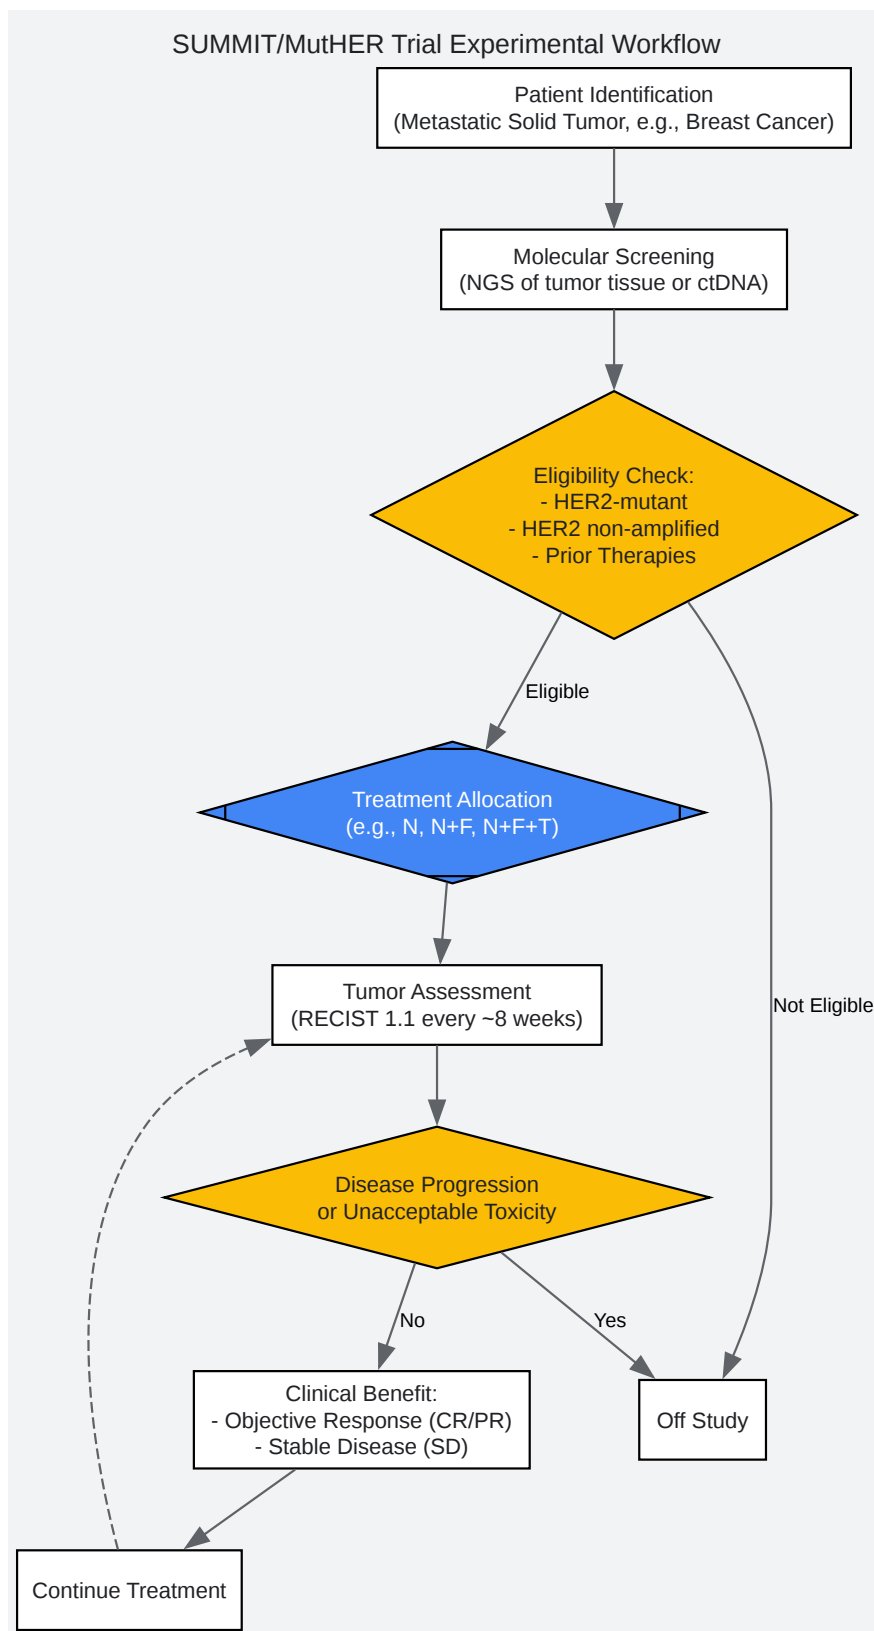 SUMMIT/MutHER Trial Experimental Workflow
Patient Identification
(Metastatic Solid Tumor, e.g., Breast Cancer)
Molecular Screening
(NGS of tumor tissue or ctDNA)
Eligibility Check:
- HER2-mutant
- HER2 non-amplified
- Prior Therapies
Eligible
Treatment Allocation
(e.g., N, N+F, N+F+T)
Tumor Assessment
(RECIST 1.1 every ~8 weeks)
Not Eligible
Disease Progression
or Unacceptable Toxicity
No
Yes
Clinical Benefit:
- Objective Response (CR/PR)
- Stable Disease (SD)
Off Study
Continue Treatment